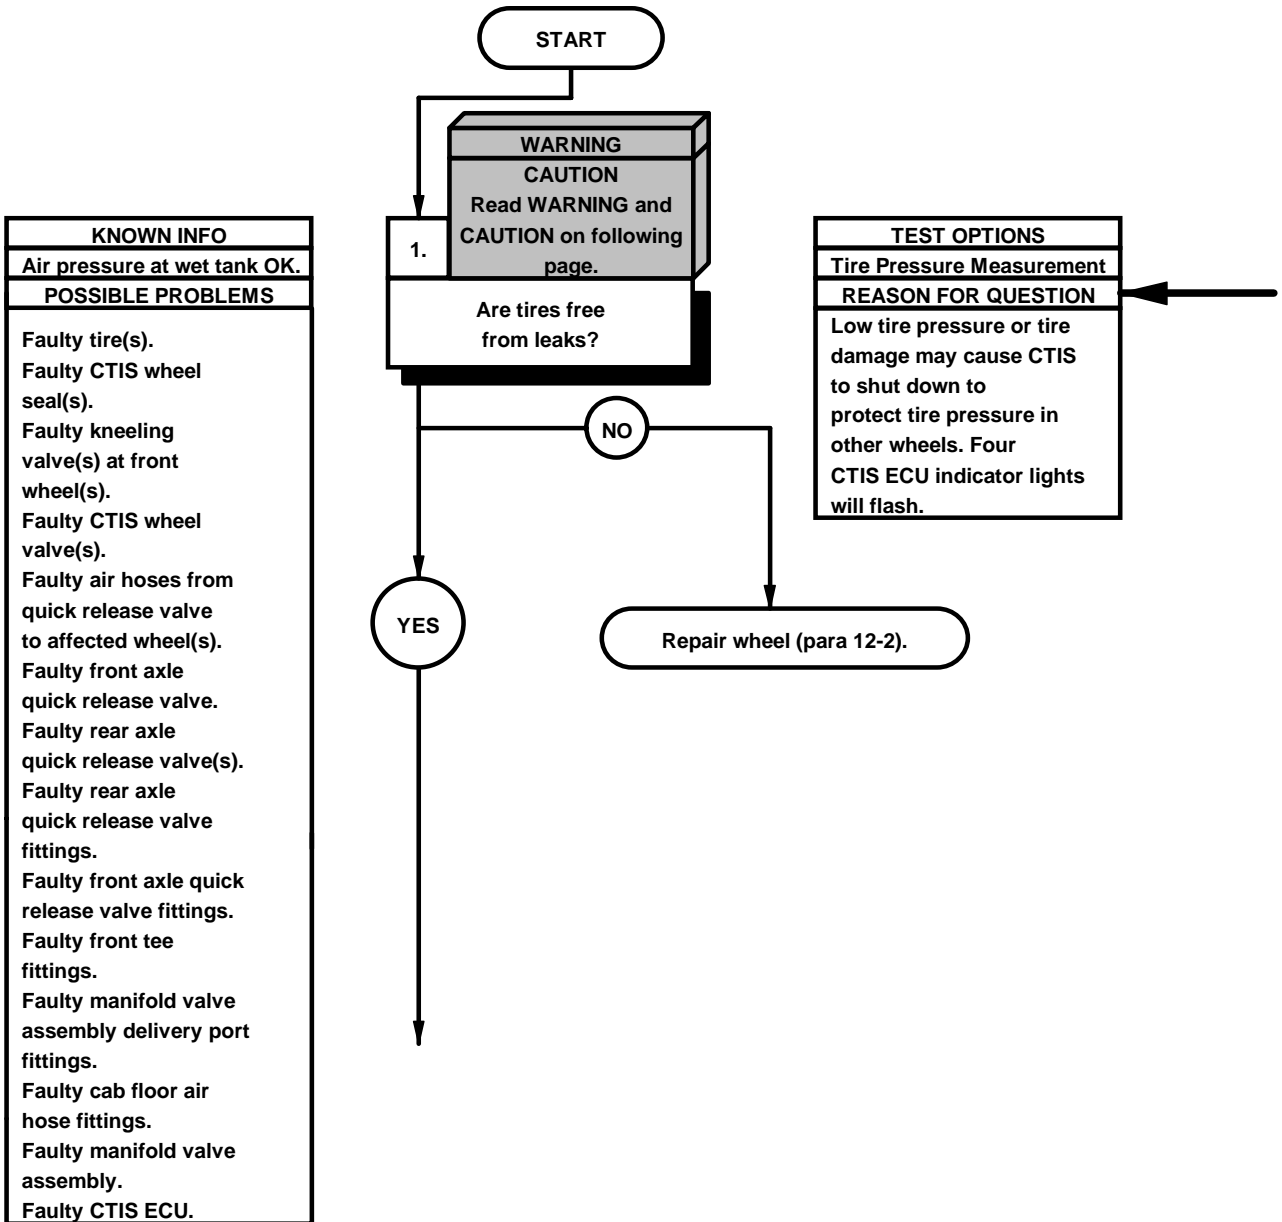 START
WARNING
CAUTION
Read WARNING and
CAUTION on following
page.
1.
Are tires free
from leaks?
NO
YES
Repair wheel (para 12-2).
KNOWN INFO
Air pressure at wet tank OK.
POSSIBLE PROBLEMS
Faulty tire(s).
Faulty CTIS wheel
seal(s).
Faulty kneeling
valve(s) at front
wheel(s).
Faulty CTIS wheel
valve(s).
Faulty air hoses from
quick release valve
to affected wheel(s).
Faulty front axle
quick release valve.
Faulty rear axle
quick release valve(s).
Faulty rear axle
quick release valve
fittings.
Faulty front axle quick
release valve fittings.
Faulty front tee
fittings.
Faulty manifold valve
assembly delivery port
fittings.
Faulty cab floor air
hose fittings.
Faulty manifold valve
assembly.
Faulty CTIS ECU.
TEST OPTIONS
Tire Pressure Measurement
REASON FOR QUESTION
Low tire pressure or tire
damage may cause CTIS
to shut down to
protect tire pressure in
other wheels. Four
CTIS ECU indicator lights
will flash.